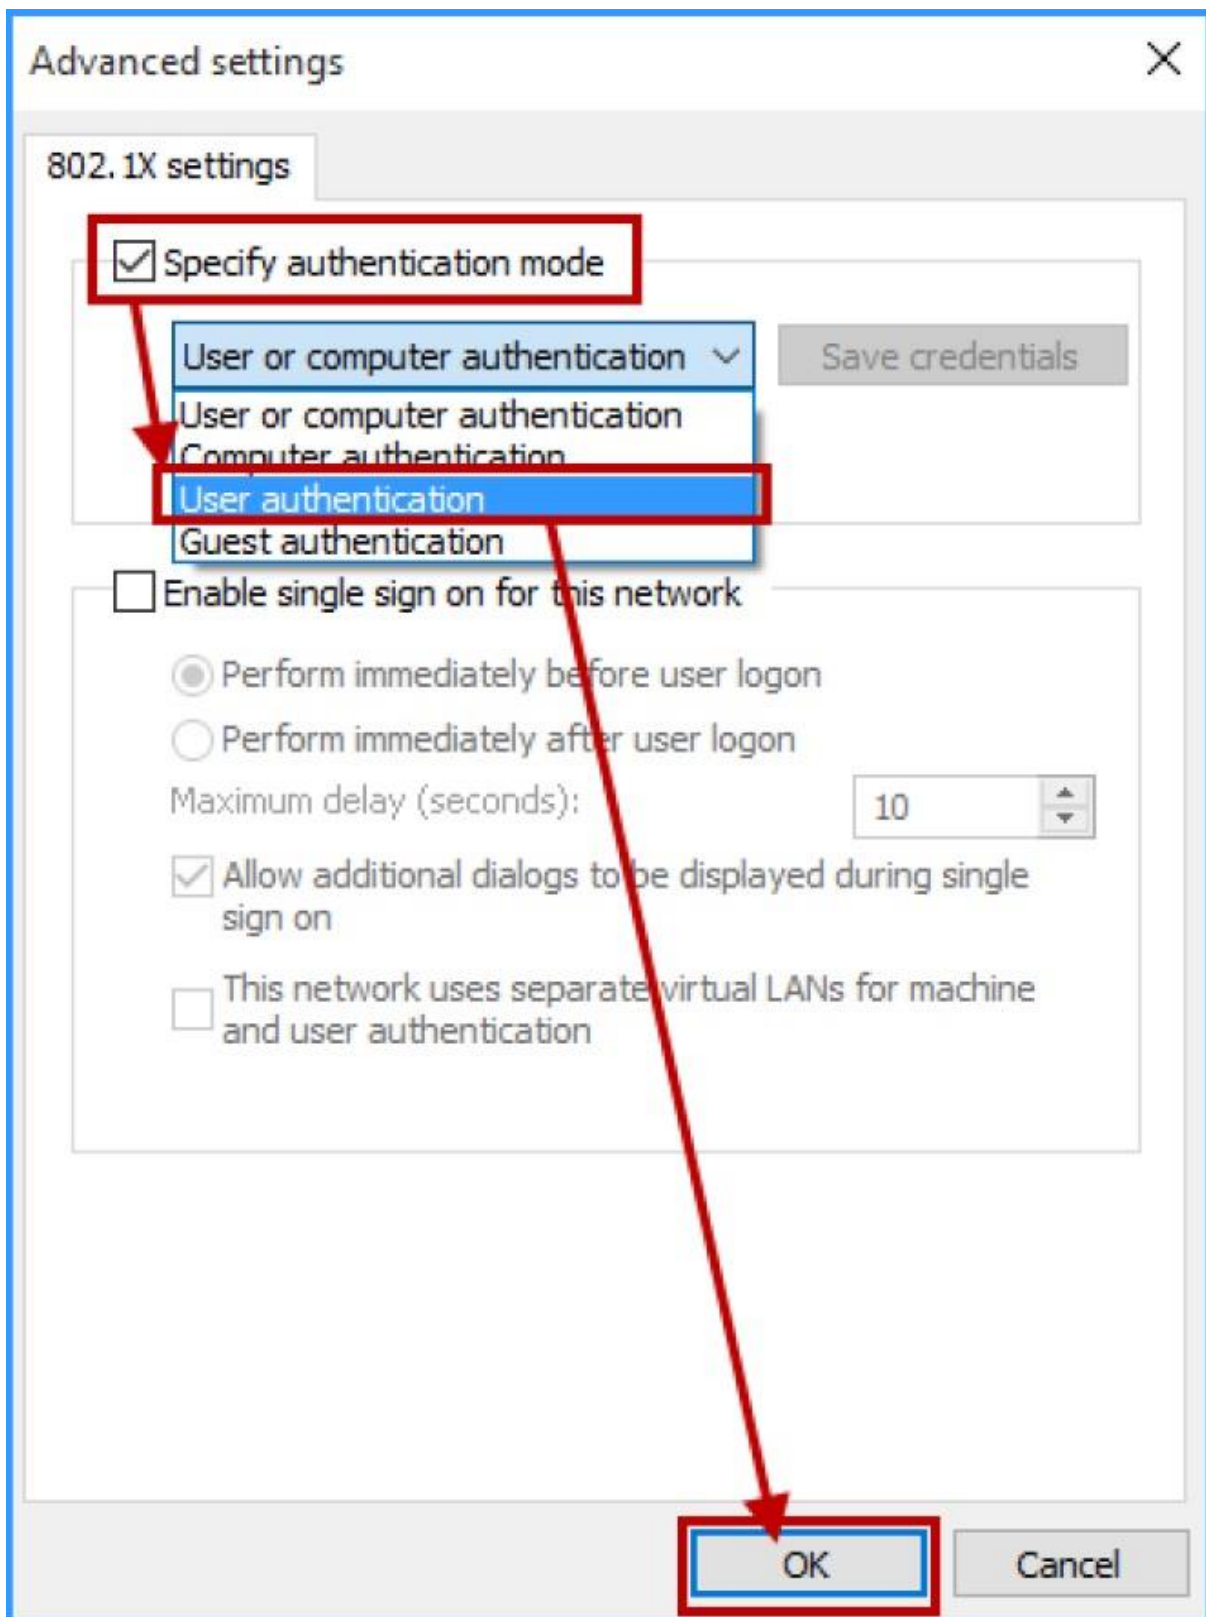 Advanced settings
802.1X settings
Specify authentication mode
User or computer authentication
Save credentials
User or computer authentication
Computer authentication
User authentication
Guest authentication
Enable single sign on for this network
Perform immediately before user logon
Perform immediately after user logon
Maximum delay (seconds):
10
Allow additional dialogs to be displayed during single
sign on
This network uses separate virtual LANs for machine
and user authentication
OK
Cancel